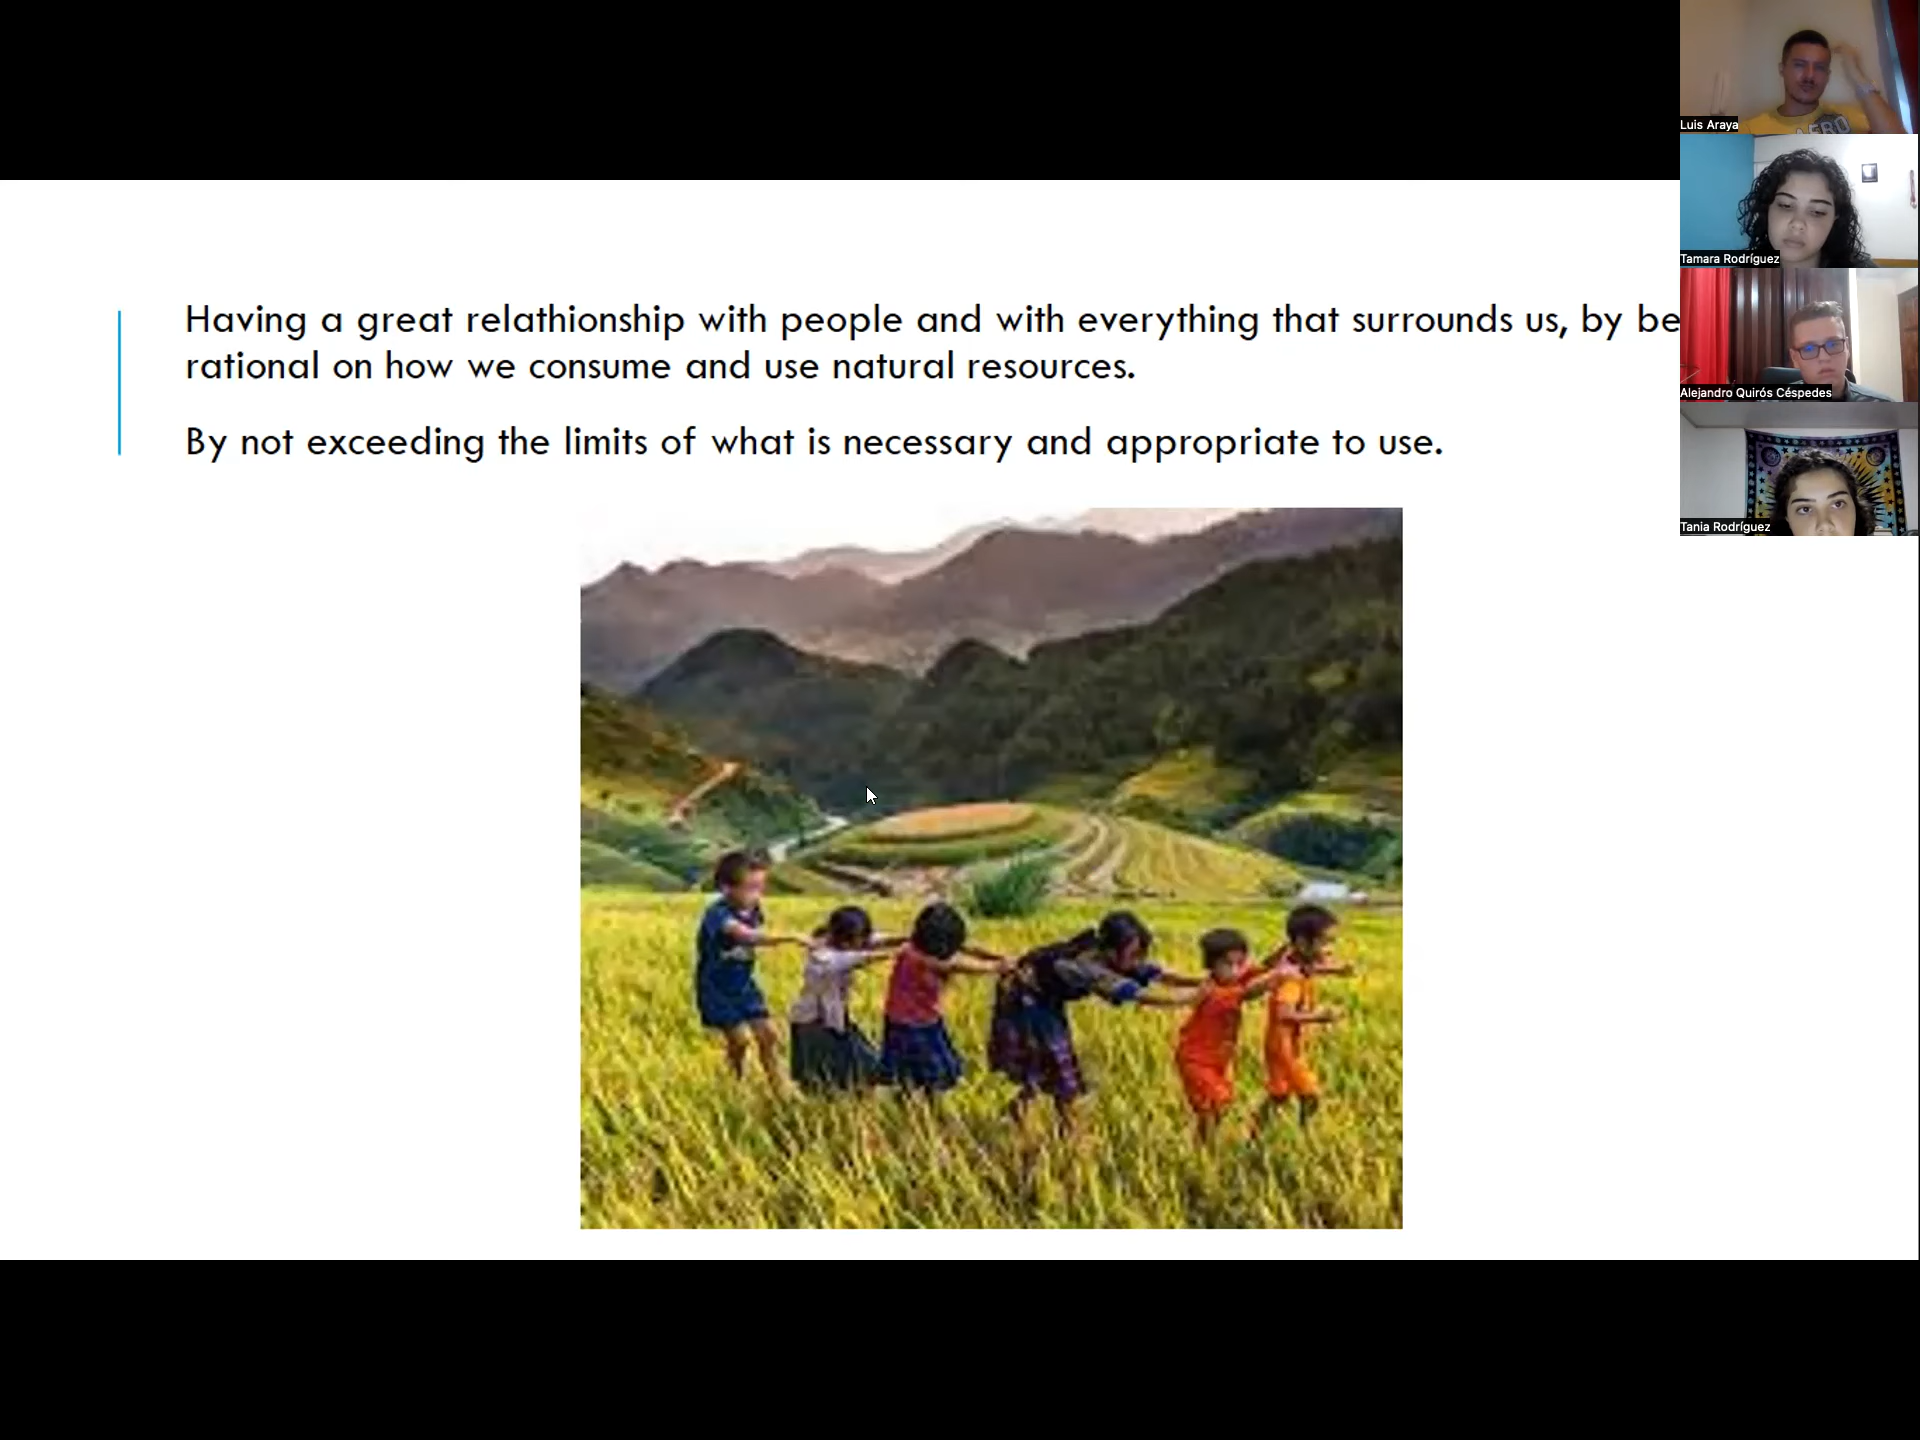 Having a great relathionship with people and with everything that surrounds us, by be
rational on how we consume and use natural resources.
By not exceeding the limits of what is necessary and appropriate to use.
Luis Araya
AERO
Tamara Rodríguez
Alejandro Quirós Céspedes
Tania Rodríguez